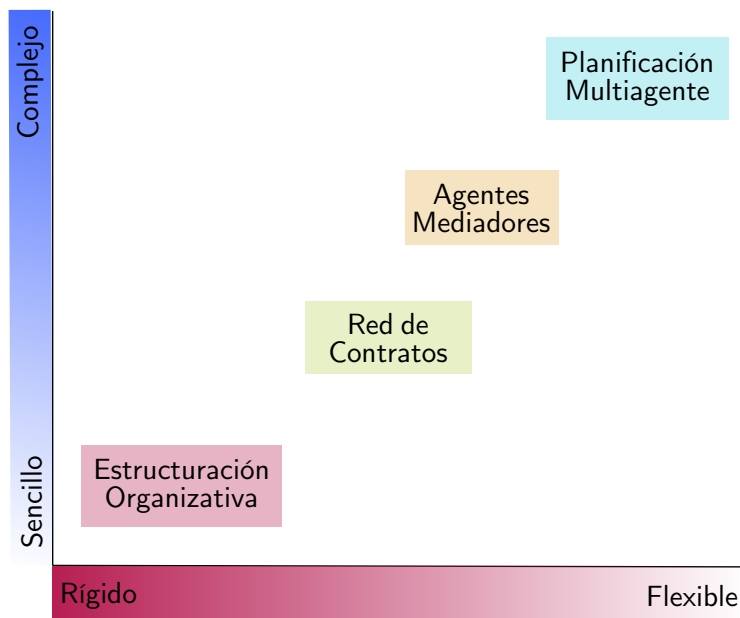 Complejo
Planificación
Multiagente
Agentes
Mediadores
Red de
Contratos
Estructuración
Organizativa
Sencillo
Rígido
Flexible